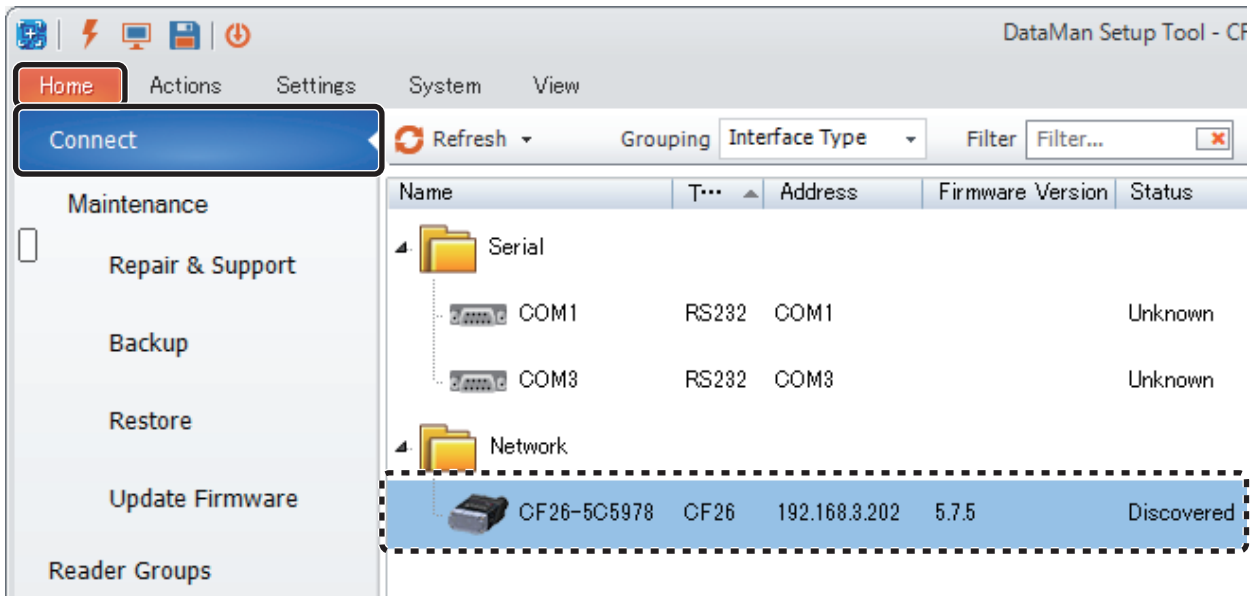 DataMan Setup Tool - CF
Home Actions Settings System View
Connect
Refresh Grouping Interface Type Filter Filter...
Maintenance
Repair & Support
Backup
Restore
Update Firmware
Reader Groups
Name T... Address Firmware Version Status
Serial
COM1 RS232 COM1 Unknown
COM3 RS232 COM3 Unknown
Network
CF26-5C5978 CF26 192.168.3.202 5.7.5 Discovered